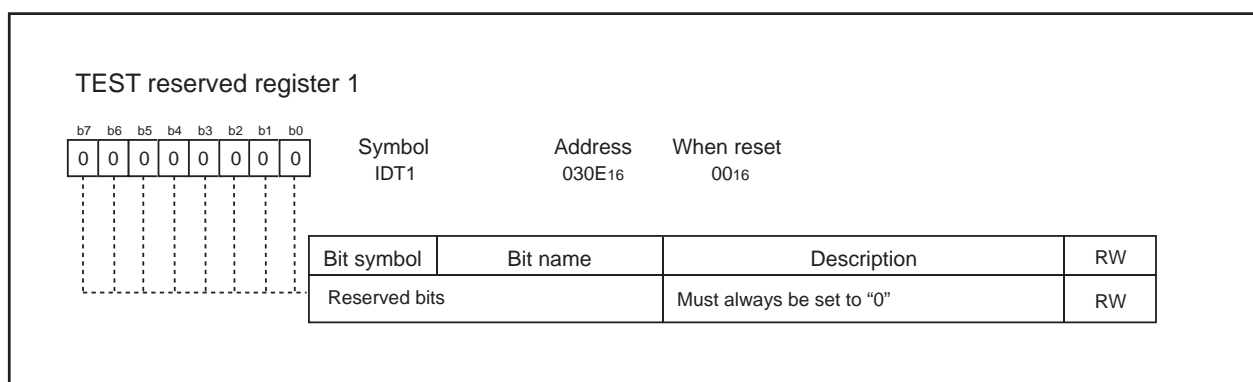 TEST reserved register 1
b7 b6 b5 b4 b3 b2 b1 b0
0 0 0 0 0 0 0 0
Symbol Address When reset
IDT1 030E16 0016
Bit symbol Bit name Description RW
Reserved bits Must always be set to “0” RW